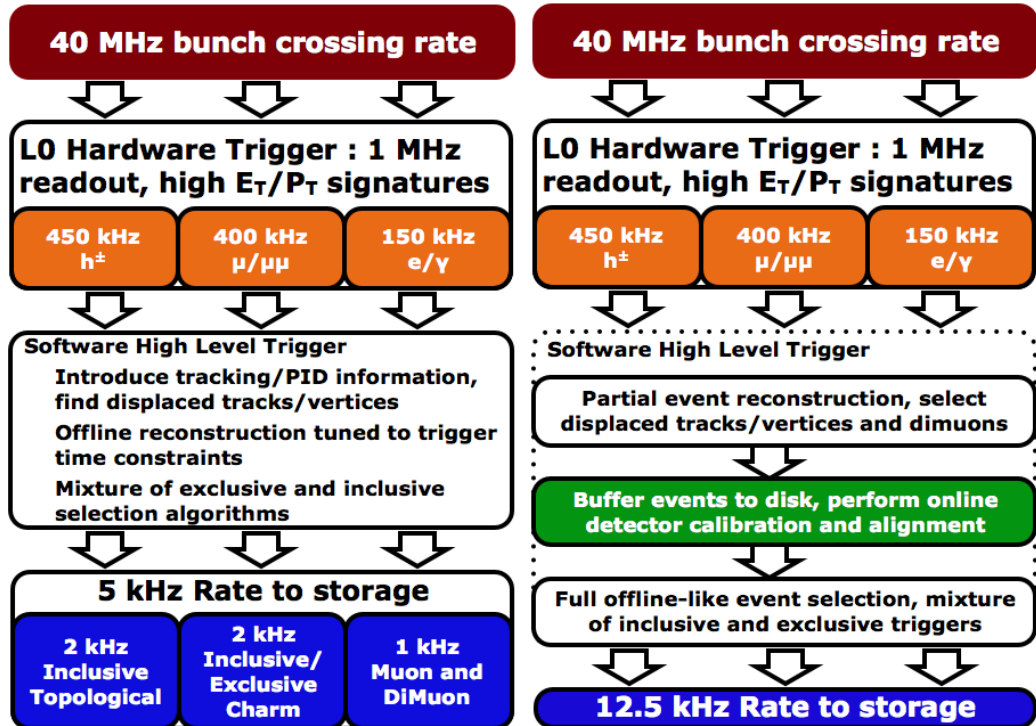 40 MHz bunch crossing rate
L0 Hardware Trigger : 1 MHz
readout, high E_T/P_T signatures
450 kHz
h±
400 kHz
μ/μμ
150 kHz
e/γ
Software High Level Trigger
Introduce tracking/PID information,
find displaced tracks/vertices
Offline reconstruction tuned to trigger
time constraints
Mixture of exclusive and inclusive
selection algorithms
5 kHz Rate to storage
2 kHz
Inclusive
Topological
2 kHz
Inclusive/
Exclusive
Charm
1 kHz
Muon and
DiMuon
40 MHz bunch crossing rate
L0 Hardware Trigger : 1 MHz
readout, high E_T/P_T signatures
450 kHz
h±
400 kHz
μ/μμ
150 kHz
e/γ
Software High Level Trigger
Partial event reconstruction, select
displaced tracks/vertices and dimuons
Buffer events to disk, perform online
detector calibration and alignment
Full offline-like event selection, mixture
of inclusive and exclusive triggers
12.5 kHz Rate to storage